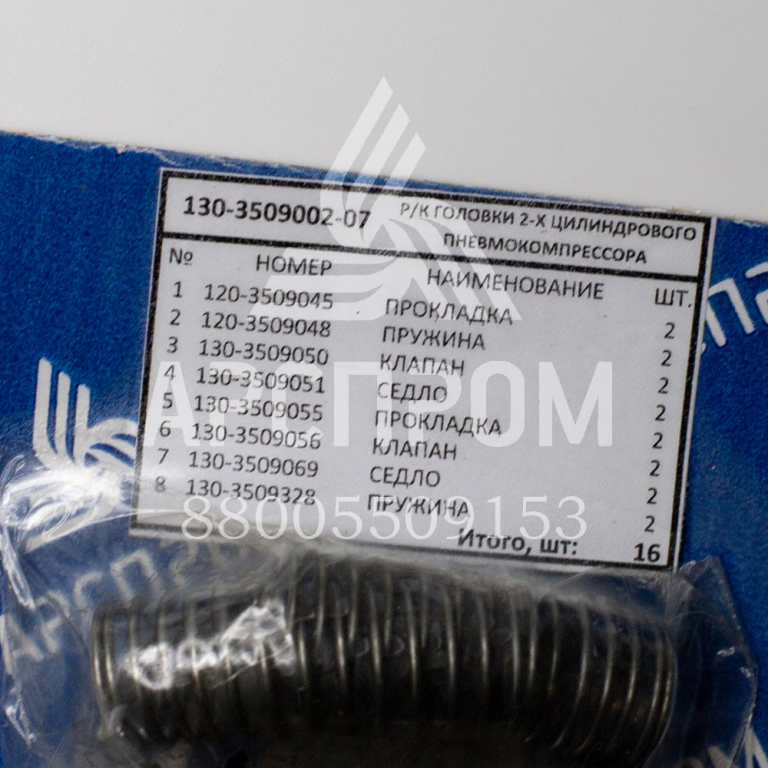 130-3509002-07 Р/К ГОЛОВКИ 2-Х ЦИЛИНДРОВОГО
ПНЕВМОКОМПРЕССОРА
№ НОМЕР НАИМЕНОВАНИЕ ШТ.
1 120-3509045 ПРОКЛАДКА 2
2 120-3509048 ПРУЖИНА 2
3 130-3509050 КЛАПАН 2
4 130-3509051 СЕДЛО 2
5 130-3509055 ПРОКЛАДКА 2
6 130-3509056 КЛАПАН 2
7 130-3509069 СЕДЛО 2
8 130-3509328 ПРУЖИНА 2
Итого, шт: 16
АРСПРОМ
88005509153